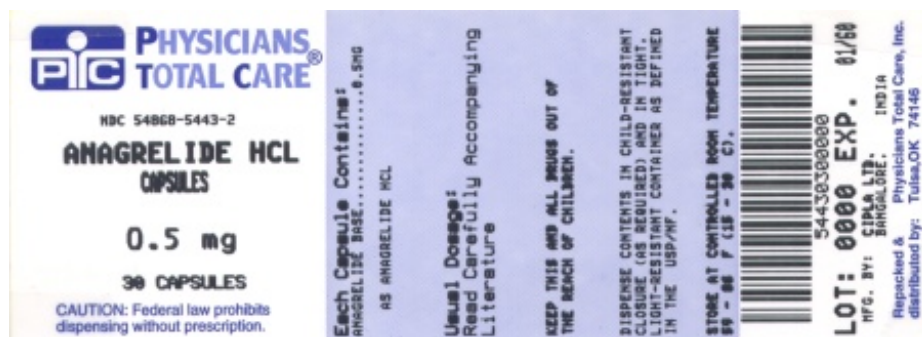 PTC
PHYSICIANS
TOTAL CARE®
NDC 54868-5443-2
ANAGRELIDE HCL
CAPSULES
0.5 mg
30 CAPSULES
CAUTION: Federal law prohibits
dispensing without prescription.
Each Capsule Contains:
ANAGRELIDE BASE..............0.5MG
AS ANAGRELIDE HCL
Usual Dosage:
Read Carefully Accompanying
Literature
KEEP THIS AND ALL DRUGS OUT OF
THE REACH OF CHILDREN.
DISPENSE CONTENTS IN CHILD-RESISTANT
CLOSURE (AS REQUIRED) AND IN TIGHT.
LIGHT-RESISTANT CONTAINER AS DEFINED
IN THE USP/NF.
STORE AT CONTROLLED ROOM TEMPERATURE
59 - 86 F (15 - 30 C).
544303000000
LOT: 0000 EXP. 01/60
MFG. BY: CIPLA LTD.
BANGALORE. INDIA
Repacked & Physicians Total Care, Inc.
distributed by: Tulsa,OK 74146